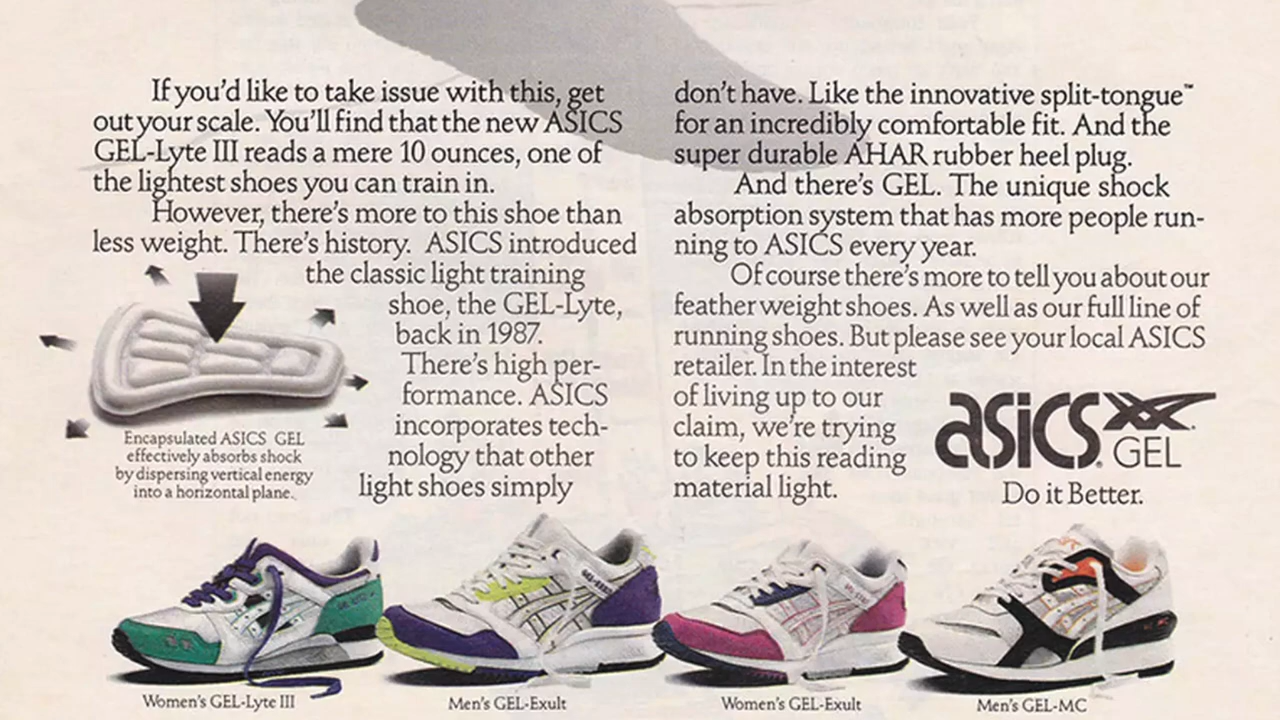 If you'd like to take issue with this, get
out your scale. You'll find that the new ASICS
GEL-Lyte III reads a mere 10 ounces, one of
the lightest shoes you can train in.
However, there's more to this shoe than
less weight. There's history. ASICS introduced
the classic light training
shoe, the GEL-Lyte,
back in 1987.
There's high per-
formance. ASICS
incorporates tech-
nology that other
light shoes simply
Encapsulated ASICS GEL
effectively absorbs shock
by dispersing vertical energy
into a horizontal plane.
don't have. Like the innovative split-tongue™
for an incredibly comfortable fit. And the
super durable AHAR rubber heel plug.
And there's GEL. The unique shock
absorption system that has more people run-
ning to ASICS every year.
Of course there's more to tell you about our
feather weight shoes. As well as our full line of
running shoes. But please see your local ASICS
retailer. In the interest
of living up to our
claim, we're trying
to keep this reading
material light.
asics
GEL
Do it Better.
Women's GEL-Lyte III
Men's GEL-Exult
Women's GEL-Exult
Men's GEL-MC